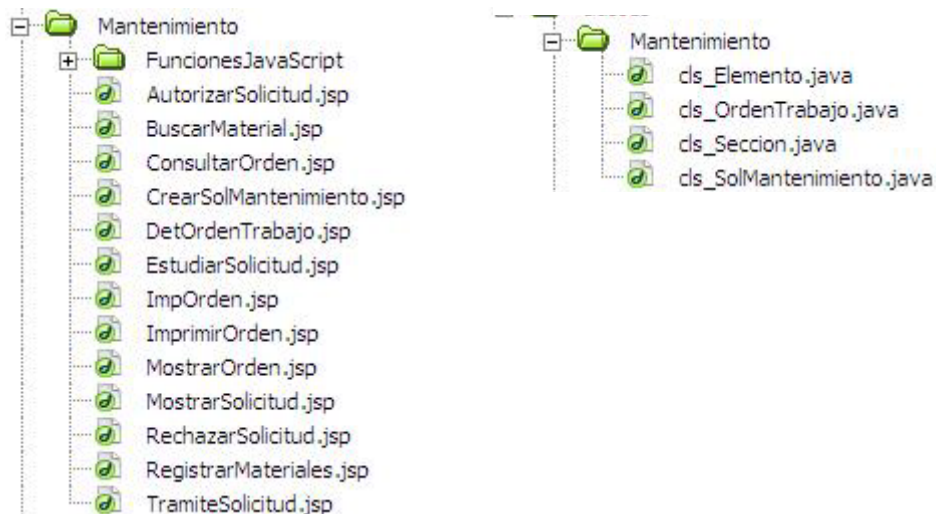 Mantenimiento
FuncionesJavaScript
AutorizarSolicitud.jsp
BuscarMaterial.jsp
ConsultarOrden.jsp
CrearSolMantenimiento.jsp
DetOrdenTrabajo.jsp
EstudiarSolicitud.jsp
ImpOrden.jsp
ImprimirOrden.jsp
MostrarOrden.jsp
MostrarSolicitud.jsp
RechazarSolicitud.jsp
RegistrarMateriales.jsp
TramiteSolicitud.jsp
Mantenimiento
cls_Elemento.java
cls_OrdenTrabajo.java
cls_Seccion.java
cls_SolMantenimiento.java